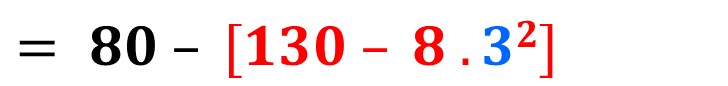 = 80 – [130 – 8 . 3²]